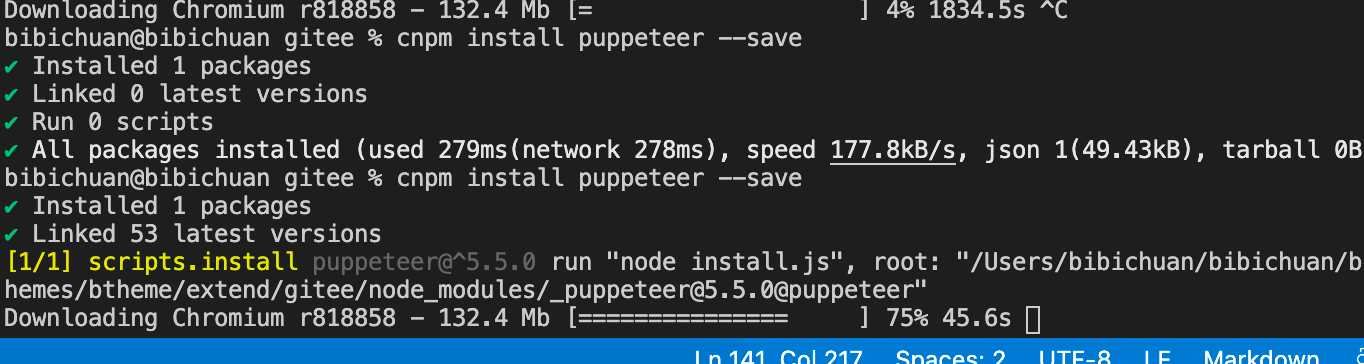 Downloading Chromium r818858 - 132.4 Mb [=                   ] 4% 1834.5s ^C
bibichuan@bibichuan gitee % cnpm install puppeteer --save
✔ Installed 1 packages
✔ Linked 0 latest versions
✔ Run 0 scripts
✔ All packages installed (used 279ms(network 278ms), speed 177.8kB/s, json 1(49.43kB), tarball 0B
bibichuan@bibichuan gitee % cnpm install puppeteer --save
✔ Installed 1 packages
✔ Linked 53 latest versions
[1/1] scripts.install puppeteer@^5.5.0 run "node install.js", root: "/Users/bibichuan/bibichuan/b
hemes/btheme/extend/gitee/node_modules/_puppeteer@5.5.0@puppeteer"
Downloading Chromium r818858 - 132.4 Mb [===============     ] 75% 45.6s
Ln 141, Col 217 Spaces: 2 UTF-8 LF Markdown